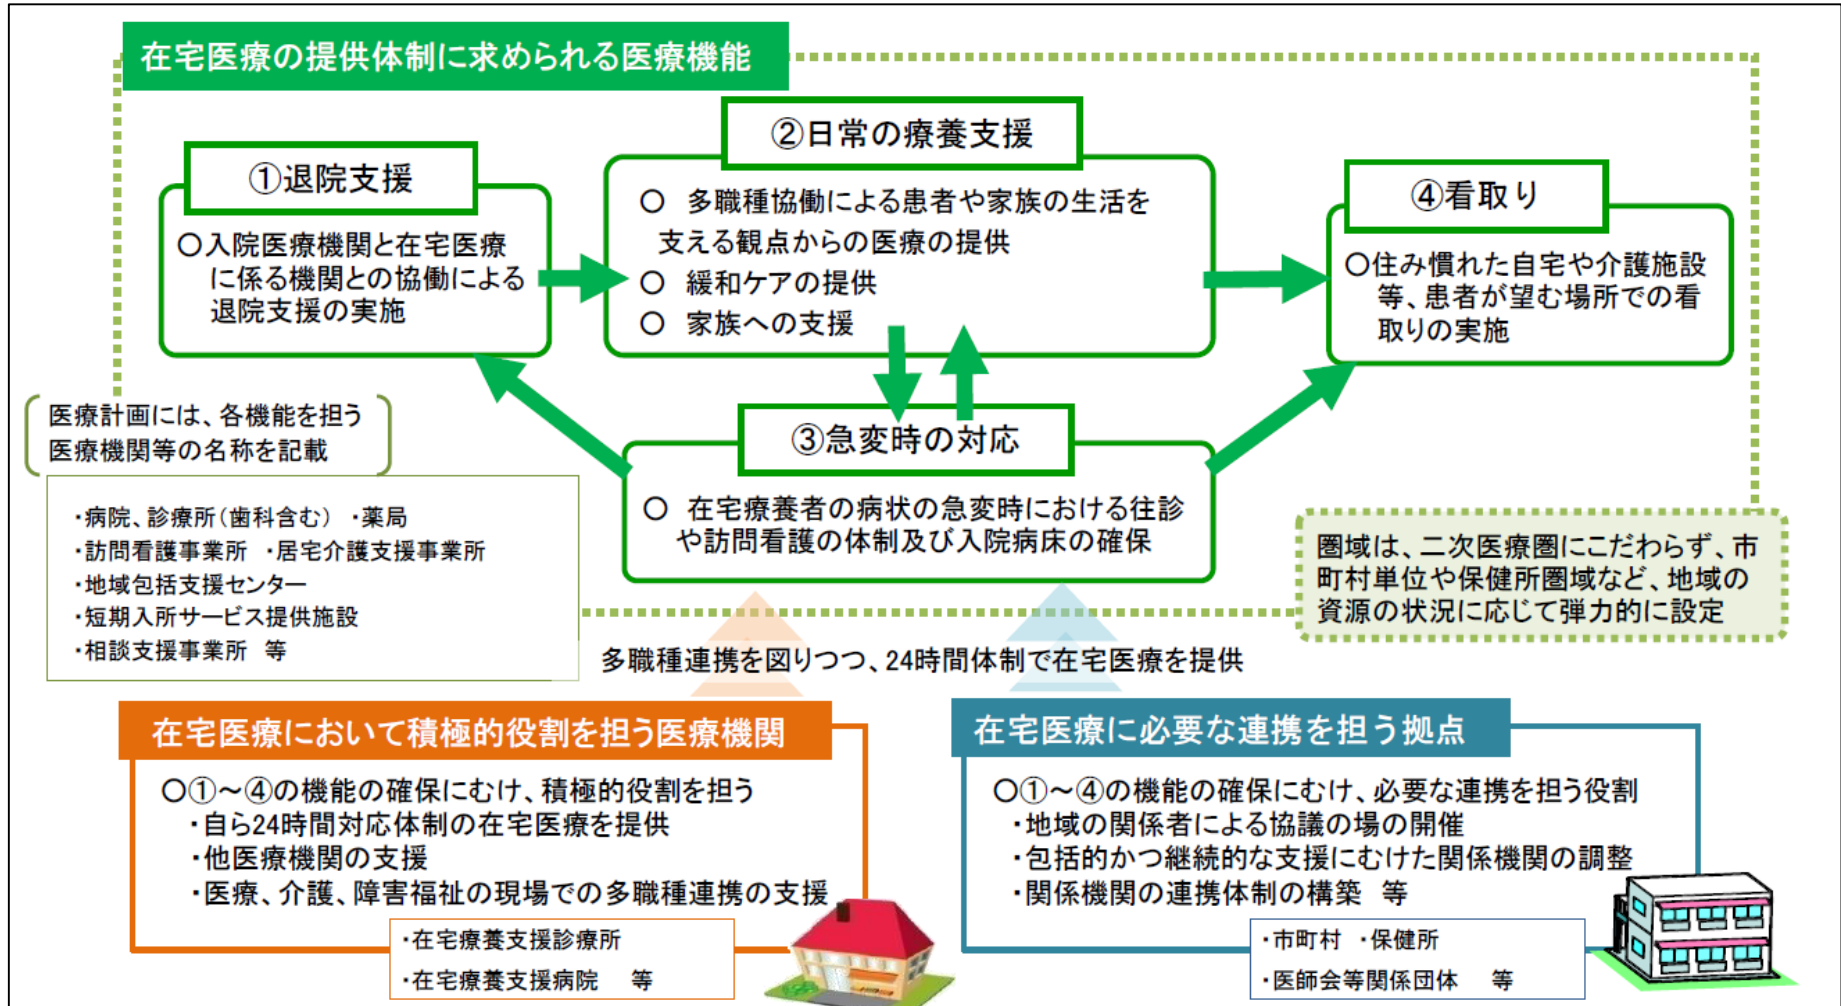 在宅医療の提供体制に求められる医療機能
①退院支援
〇入院医療機関と在宅医療
に係る機関との協働による
退院支援の実施
②日常の療養支援
〇 多職種協働による患者や家族の生活を
支える観点からの医療の提供
〇 緩和ケアの提供
〇 家族への支援
④看取り
〇住み慣れた自宅や介護施設
等、患者が望む場所での看
取りの実施
③急変時の対応
〇 在宅療養者の病状の急変時における往診
や訪問看護の体制及び入院病床の確保
医療計画には、各機能を担う
医療機関等の名称を記載
・病院、診療所（歯科含む） ・薬局
・訪問看護事業所 ・居宅介護支援事業所
・地域包括支援センター
・短期入所サービス提供施設
・相談支援事業所 等
圏域は、二次医療圏にこだわらず、市
町村単位や保健所圏域など、地域の
資源の状況に応じて弾力的に設定
多職種連携を図りつつ、24時間体制で在宅医療を提供
在宅医療において積極的役割を担う医療機関
〇①～④の機能の確保にむけ、積極的役割を担う
・自ら24時間対応体制の在宅医療を提供
・他医療機関の支援
・医療、介護、障害福祉の現場での多職種連携の支援
・在宅療養支援診療所
・在宅療養支援病院 等
在宅医療に必要な連携を担う拠点
〇①～④の機能の確保にむけ、必要な連携を担う役割
・地域の関係者による協議の場の開催
・包括的かつ継続的な支援にむけた関係機関の調整
・関係機関の連携体制の構築 等
・市町村 ・保健所
・医師会等関係団体 等